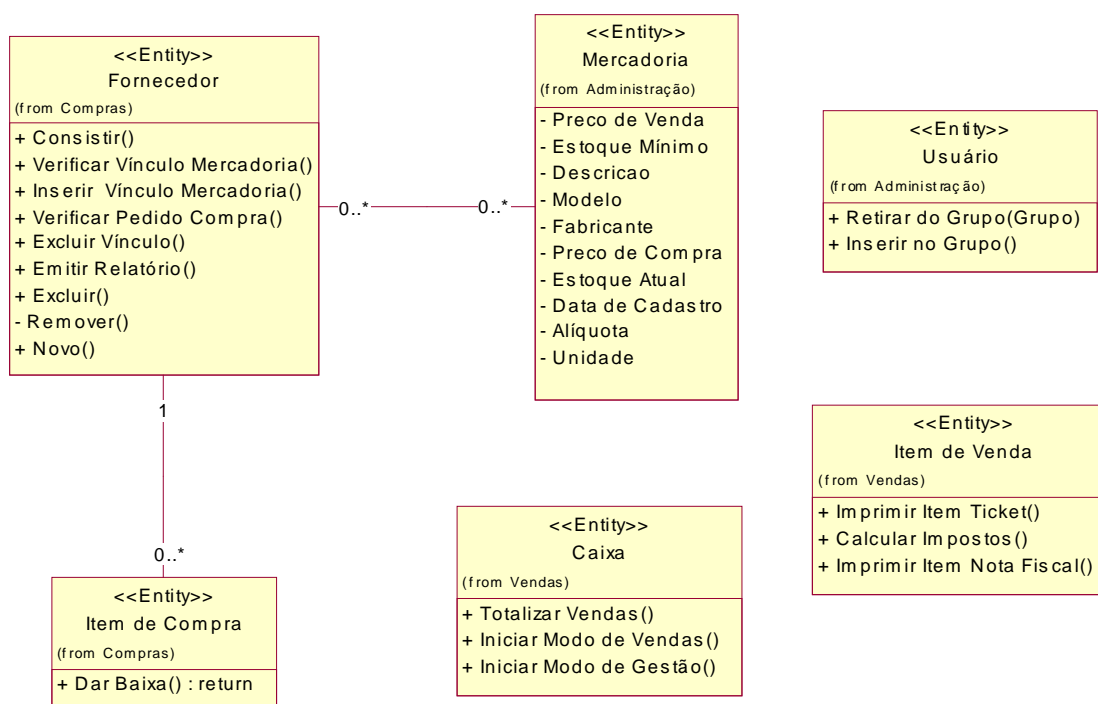 <<Entity>>
Fornecedor
(from Compras)
+ Consistir()
+ Verificar Vínculo Mercadoria()
+ Inserir Vínculo Mercadoria()
+ Verificar Pedido Compra()
+ Excluir Vínculo()
+ Emitir Relatório()
+ Excluir()
- Remover()
+ Novo()
0..*
0..*
<<Entity>>
Mercadoria
(from Administração)
- Preco de Venda
- Estoque Mínimo
- Descricao
- Modelo
- Fabricante
- Preco de Compra
- Estoque Atual
- Data de Cadastro
- Alíquota
- Unidade
<<Entity>>
Usuário
(from Administração)
+ Retirar do Grupo(Grupo)
+ Inserir no Grupo()
1
0..*
<<Entity>>
Item de Compra
(from Compras)
+ Dar Baixa() : return
<<Entity>>
Caixa
(from Vendas)
+ Totalizar Vendas()
+ Iniciar Modo de Vendas()
+ Iniciar Modo de Gestão()
<<Entity>>
Item de Venda
(from Vendas)
+ Imprimir Item Ticket()
+ Calcular Impostos()
+ Imprimir Item Nota Fiscal()